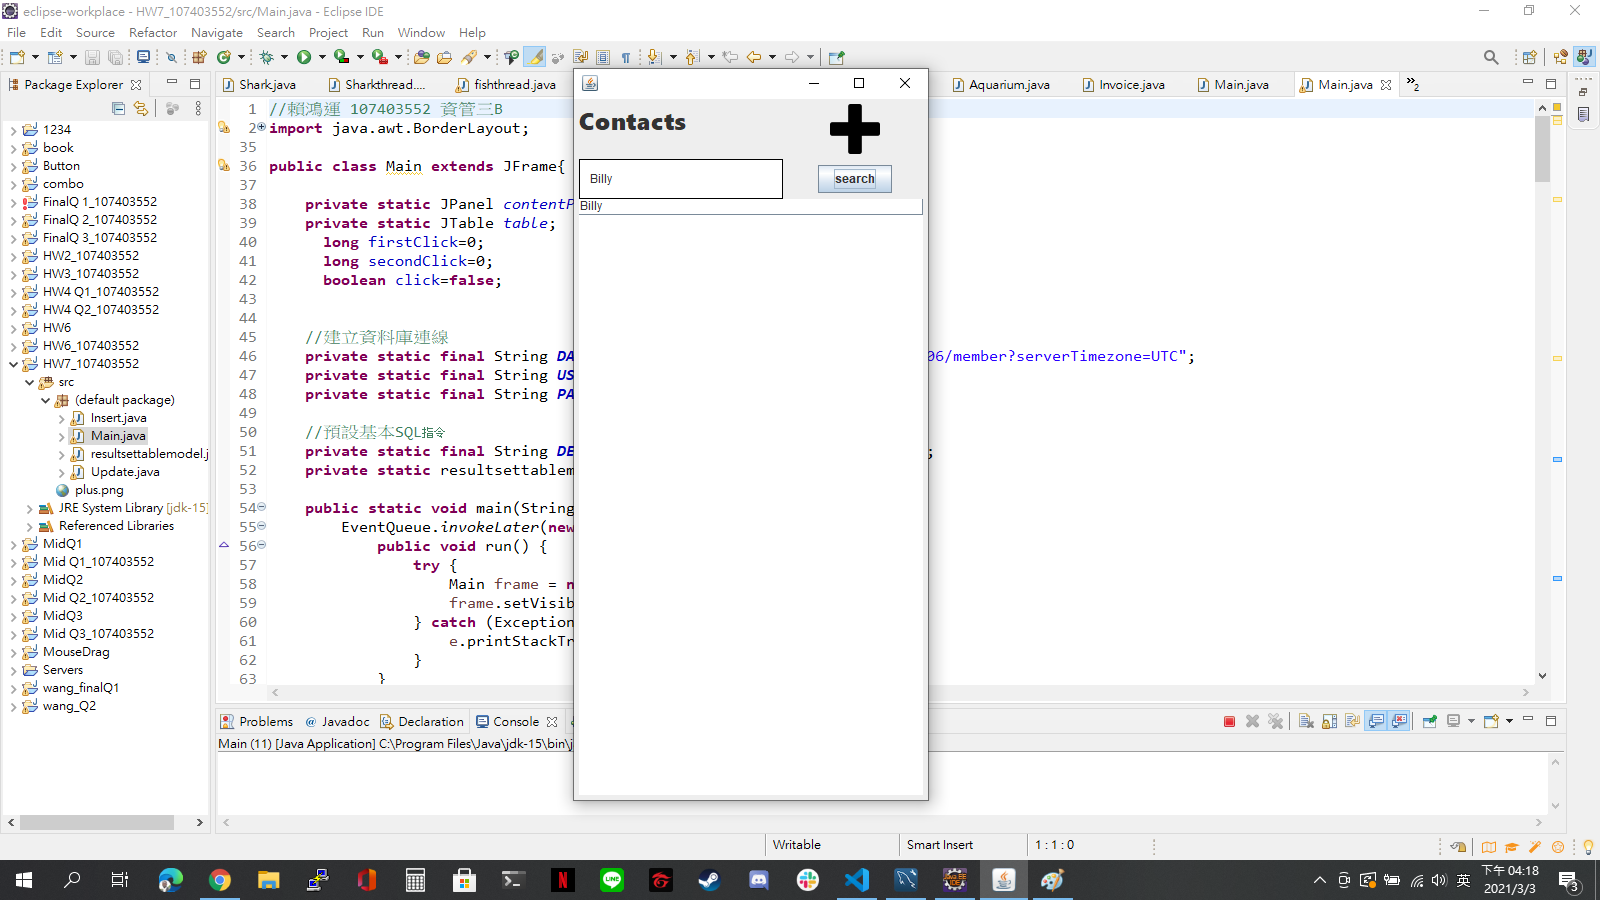 eclipse-workplace - HW7_107403552/src/Main.java - Eclipse IDE
File Edit Source Refactor Navigate Search Project Run Window Help
Package Explorer
Shark.java Sharkthread.... fishthread.java Aquarium.java Invoice.java Main.java Main.java »2
1234
book
Button
combo
FinalQ 1_107403552
FinalQ 2_107403552
FinalQ 3_107403552
HW2_107403552
HW3_107403552
HW4 Q1_107403552
HW4 Q2_107403552
HW6
HW6_107403552
HW7_107403552
src
(default package)
Insert.java
Main.java
resultsettablemodel.j
Update.java
plus.png
JRE System Library [jdk-15]
Referenced Libraries
MidQ1
Mid Q1_107403552
MidQ2
Mid Q2_107403552
MidQ3
Mid Q3_107403552
MouseDrag
Servers
wang_finalQ1
wang_Q2
1 //賴鴻運 107403552 資管三B
2 import java.awt.BorderLayout;
35
36 public class Main extends JFrame{
37
38 private static JPanel contentP
39 private static JTable table;
40 long firstClick=0;
41 long secondClick=0;
42 boolean click=false;
43
44
45 //建立資料庫連線
46 private static final String DA 06/member?serverTimezone=UTC";
47 private static final String US
48 private static final String PA
49
50 //預設基本SQL指令
51 private static final String DE ;
52 private static resultsettablem
53
54 public static void main(String
55 EventQueue.invokeLater(new
56 public void run() {
57 try {
58 Main frame = n
59 frame.setVisib
60 } catch (Exception
61 e.printStackTr
62 }
63 }
Contacts
Billy
search
Billy
Problems Javadoc Declaration Console
Main (11) [Java Application] C:\Program Files\Java\jdk-15\bin\j
Writable Smart Insert 1 : 1 : 0
英
下午 04:18
2021/3/3
3